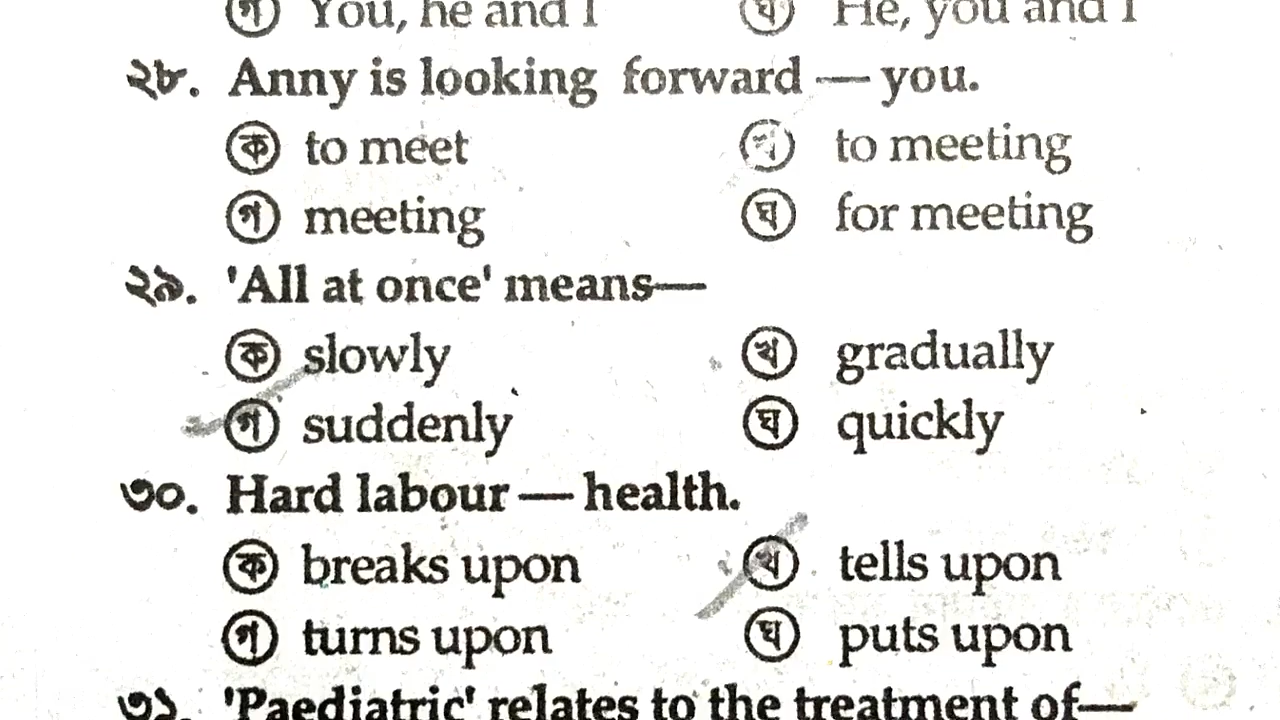 গ You, he and I ঘ He, you and I
২৮. Anny is looking forward — you.
ক to meet খ to meeting
গ meeting ঘ for meeting
২৯. 'All at once' means—
ক slowly খ gradually
গ suddenly ঘ quickly
৩০. Hard labour — health.
ক breaks upon খ tells upon
গ turns upon ঘ puts upon
৩১. 'Paediatric' relates to the treatment of—